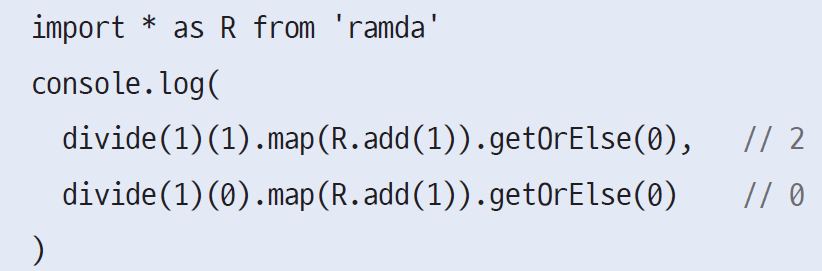 import * as R from 'ramda'
console.log(
  divide(1)(1).map(R.add(1)).getOrElse(0),   // 2
  divide(1)(0).map(R.add(1)).getOrElse(0)    // 0
)